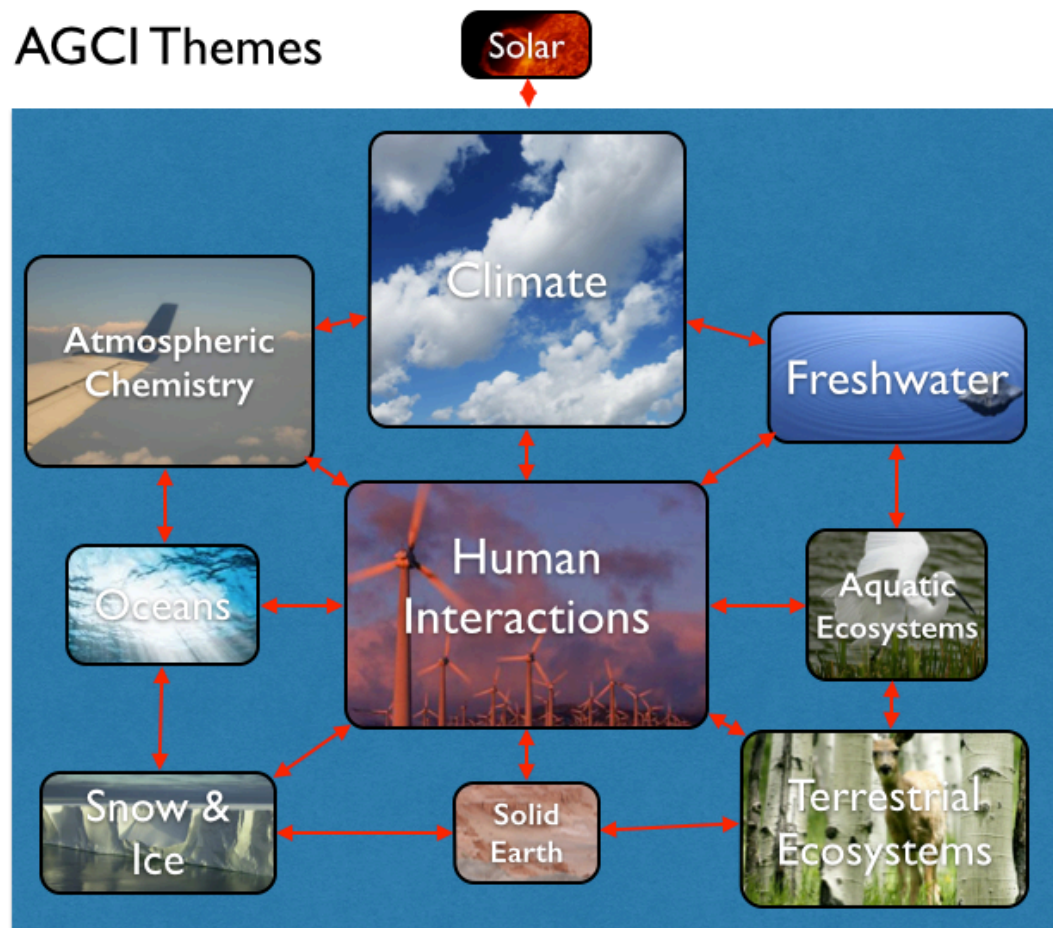 AGCI Themes
Solar
Climate
Atmospheric
Chemistry
Freshwater
Human
Interactions
Oceans
Aquatic
Ecosystems
Snow &
Ice
Solid
Earth
Terrestrial
Ecosystems